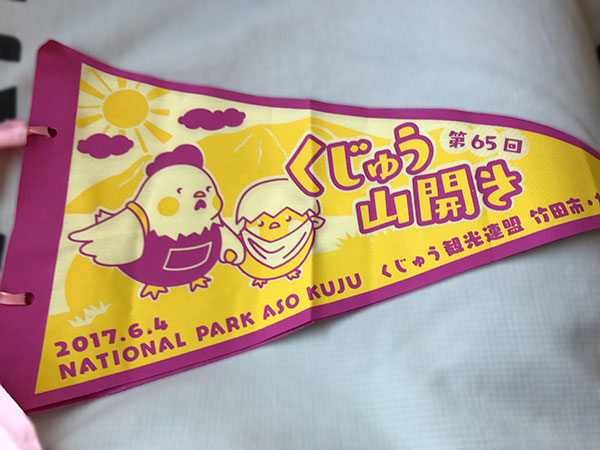 第65回
くじゅう
山開き
くじゅう観光連盟 竹田市・
2017.6.4
NATIONAL PARK ASO KUJU